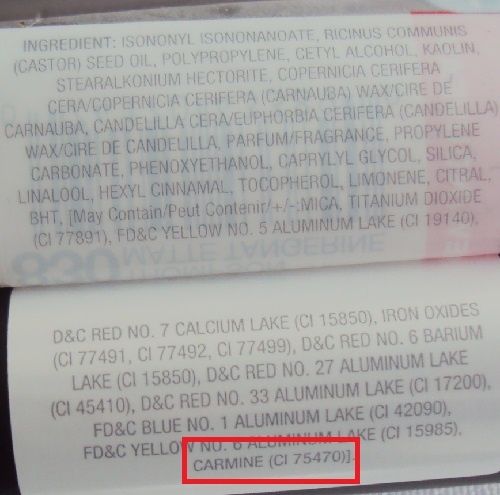 INGREDIENT: ISONONYL ISONONANOATE, RICINUS COMMUNIS
(CASTOR) SEED OIL, POLYPROPYLENE, CETYL ALCOHOL, KAOLIN,
STEARALKONIUM HECTORITE, COPERNICIA CERIFERA
CERA/COPERNICIA CERIFERA (CARNAUBA) WAX/CIRE DE
CARNAUBA, CANDELILLA CERA/EUPHORBIA CERIFERA (CANDELILLA)
WAX/CIRE DE CANDELILLA, PARFUM/FRAGRANCE, PROPYLENE
CARBONATE, PHENOXYETHANOL, CAPRYLYL GLYCOL, SILICA,
LINALOOL, HEXYL CINNAMAL, TOCOPHEROL, LIMONENE, CITRAL,
BHT, [May Contain/Peut Contenir/+/-:MICA, TITANIUM DIOXIDE
(CI 77891), FD&C YELLOW NO. 5 ALUMINUM LAKE (CI 19140),
830 MATTE TANGERINE
D&C RED NO. 7 CALCIUM LAKE (CI 15850), IRON OXIDES
(CI 77491, CI 77492, CI 77499), D&C RED NO. 6 BARIUM
LAKE (CI 15850), D&C RED NO. 27 ALUMINUM LAKE
(CI 45410), D&C RED NO. 33 ALUMINUM LAKE (CI 17200),
FD&C BLUE NO. 1 ALUMINUM LAKE (CI 42090),
FD&C YELLOW NO. 6 ALUMINUM LAKE (CI 15985),
CARMINE (CI 75470)].